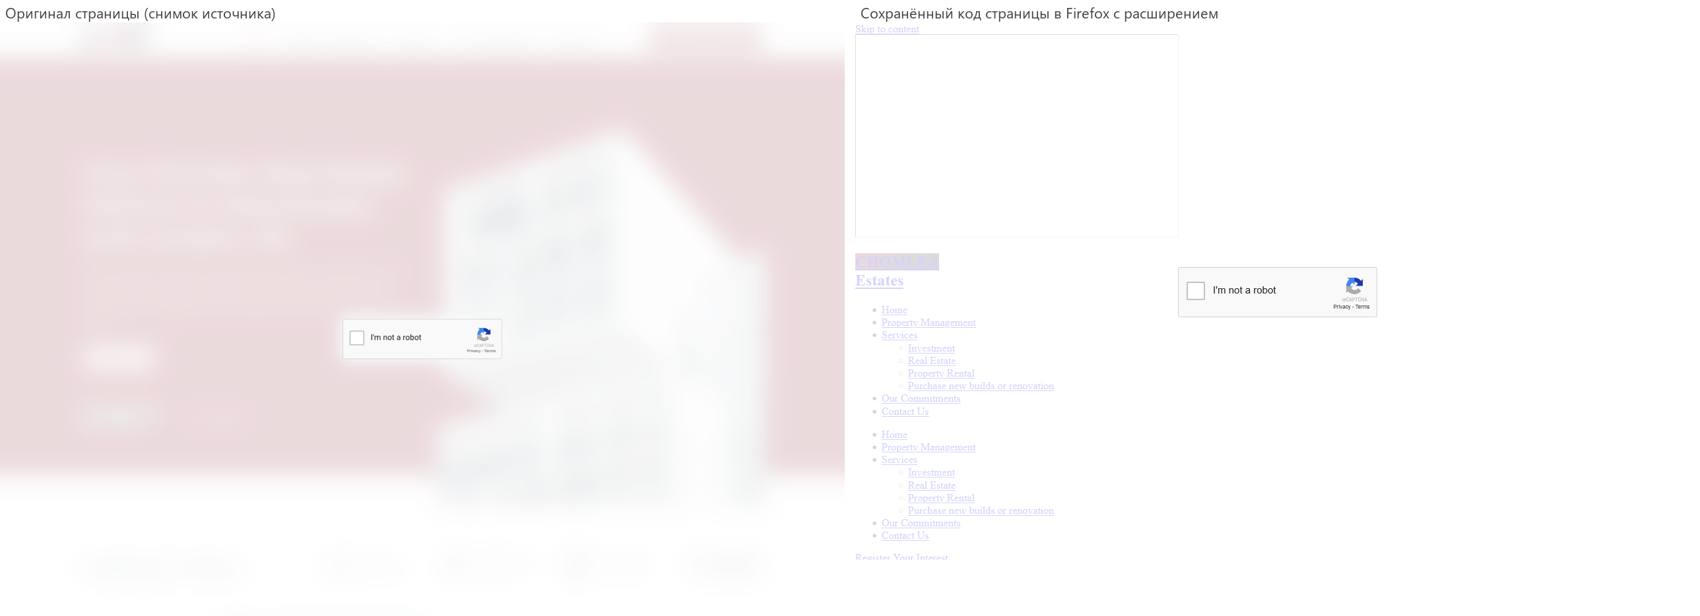 Оригинал страницы (снимок источника)
I'm not a robot
reCAPTCHA
Privacy - Terms
Сохранённый код страницы в Firefox с расширением
Skip to content
Estates
Home
Property Management
Services
Investment
Real Estate
Property Rental
Purchase new builds or renovation
Our Commitments
Contact Us
Home
Property Management
Services
Investment
Real Estate
Property Rental
Purchase new builds or renovation
Our Commitments
Contact Us
Register Your Interest
I'm not a robot
reCAPTCHA
Privacy - Terms